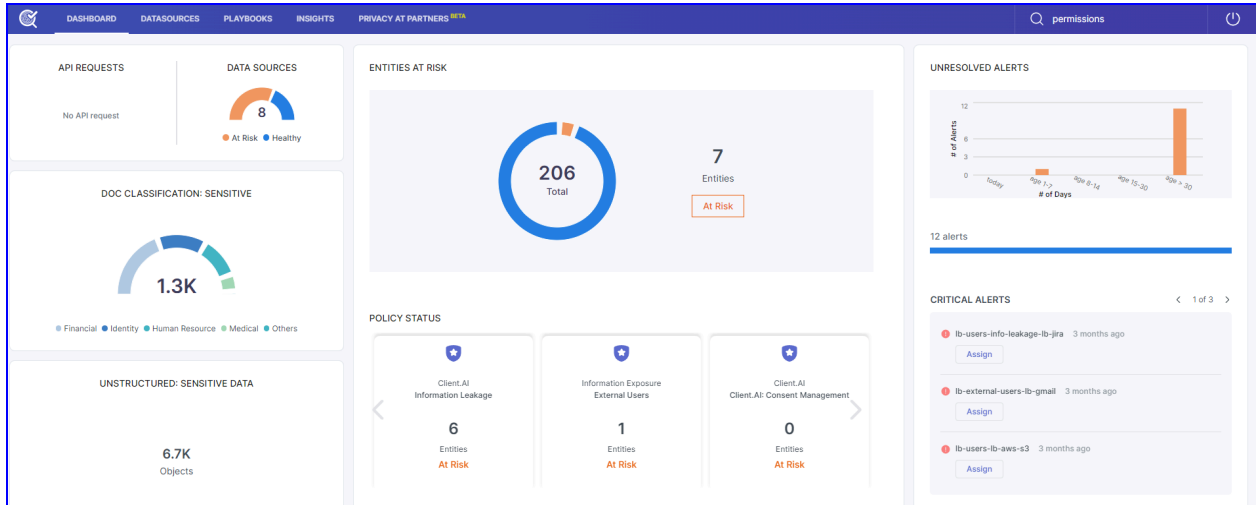 DASHBOARD DATASOURCES PLAYBOOKS INSIGHTS PRIVACY AT PARTNERS BETA permissions
API REQUESTS
No API request
DATA SOURCES
8
At Risk Healthy
DOC CLASSIFICATION: SENSITIVE
1.3K
Financial Identity Human Resource Medical Others
UNSTRUCTURED: SENSITIVE DATA
6.7K
Objects
ENTITIES AT RISK
206
Total
7
Entities
At Risk
POLICY STATUS
Client.AI
Information Leakage
6
Entities
At Risk
Information Exposure
External Users
1
Entities
At Risk
Client.AI
Client.AI: Consent Management
0
Entities
At Risk
UNRESOLVED ALERTS
# of Alerts
12
6
3
0
today age 1-7 age 8-14 age 15-30 age > 30
# of Days
12 alerts
CRITICAL ALERTS < 1 of 3 >
lb-users-info-leakage-lb-jira 3 months ago
Assign
lb-external-users-lb-gmail 3 months ago
Assign
lb-users-lb-aws-s3 3 months ago
Assign